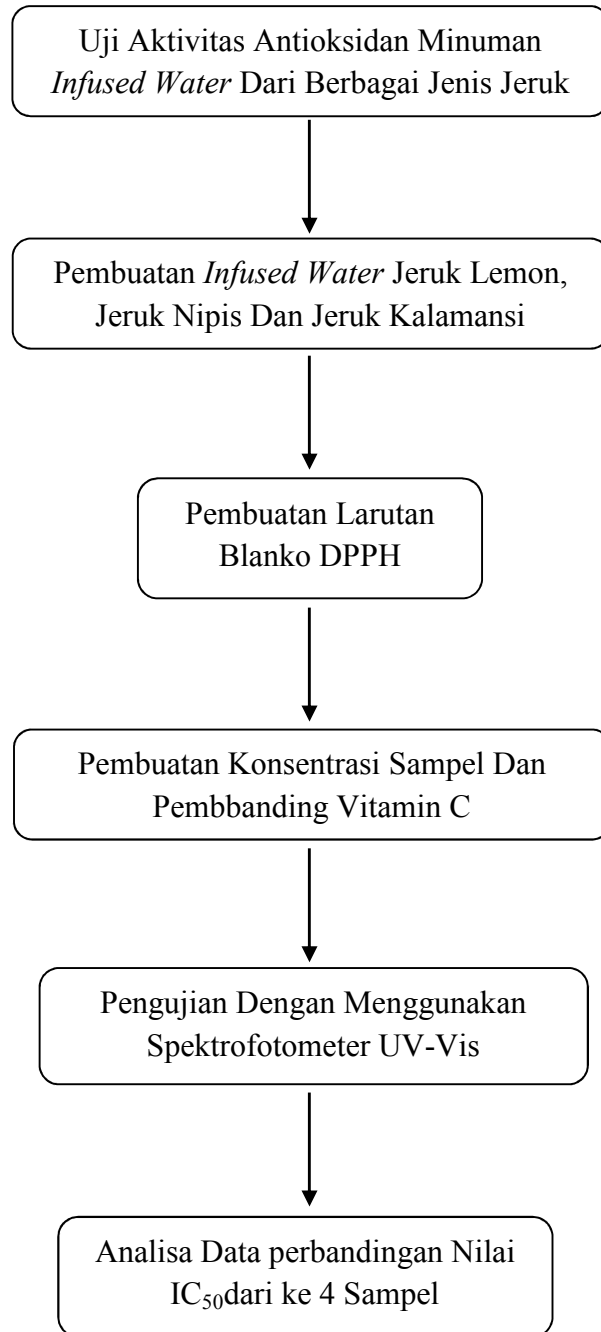 Uji Aktivitas Antioksidan Minuman
Infused Water Dari Berbagai Jenis Jeruk
Pembuatan Infused Water Jeruk Lemon,
Jeruk Nipis Dan Jeruk Kalamansi
Pembuatan Larutan
Blanko DPPH
Pembuatan Konsentrasi Sampel Dan
Pembbanding Vitamin C
Pengujian Dengan Menggunakan
Spektrofotometer UV-Vis
Analisa Data perbandingan Nilai
IC₅₀dari ke 4 Sampel